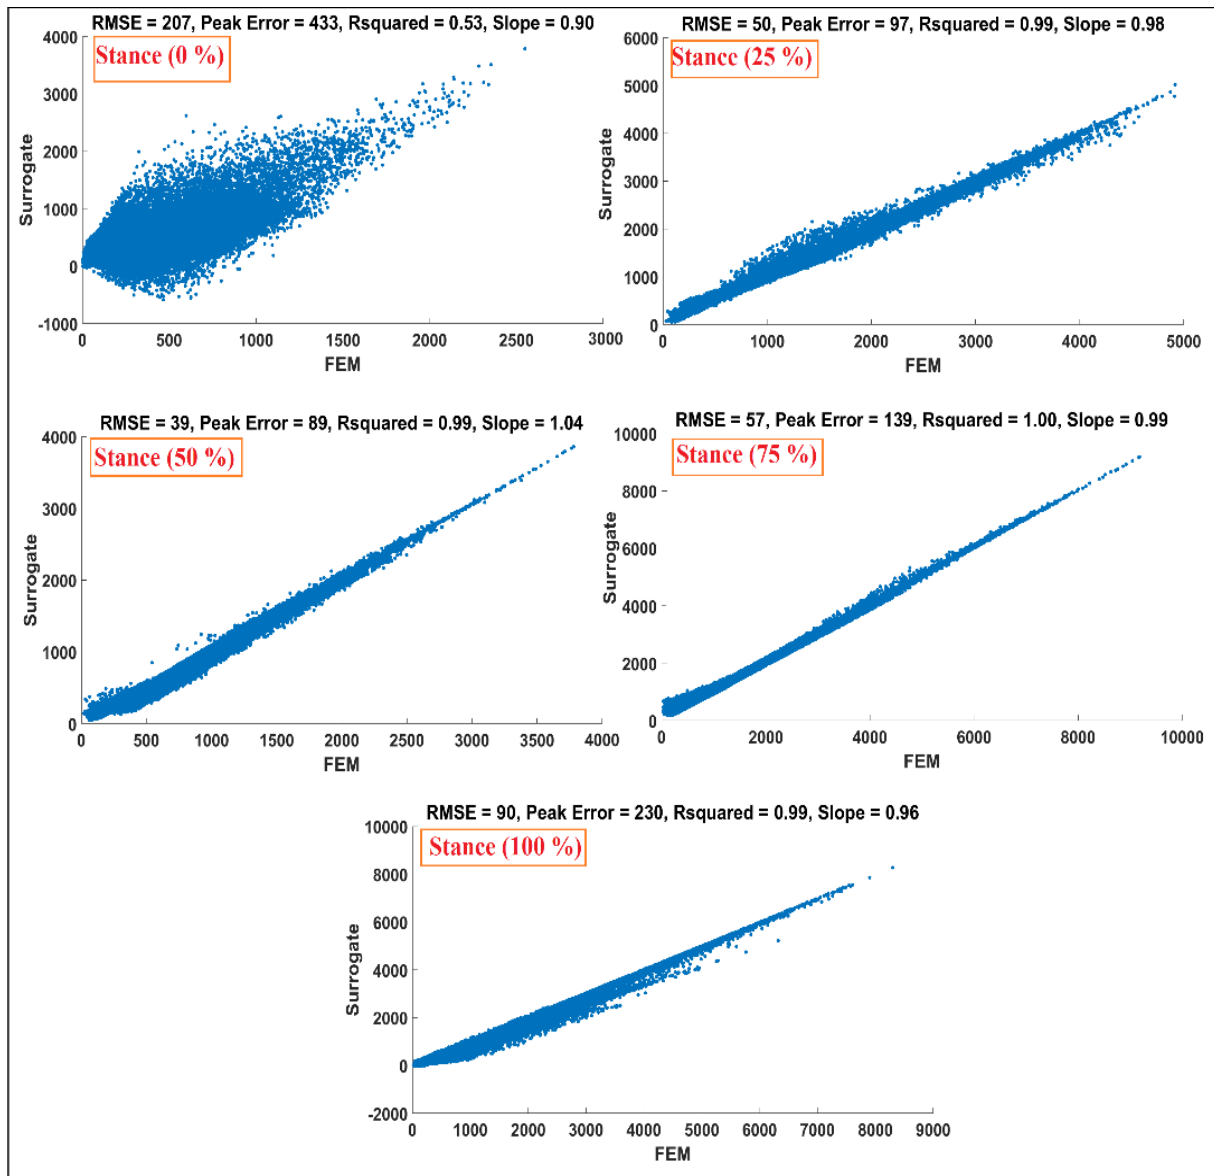 RMSE = 207, Peak Error = 433, Rsquared = 0.53, Slope = 0.90
Stance (0 %)
4000
3000
2000
1000
0
-1000
Surrogate
0 500 1000 1500 2000 2500 3000
FEM
RMSE = 50, Peak Error = 97, Rsquared = 0.99, Slope = 0.98
Stance (25 %)
6000
5000
4000
3000
2000
1000
0
Surrogate
0 1000 2000 3000 4000 5000
FEM
RMSE = 39, Peak Error = 89, Rsquared = 0.99, Slope = 1.04
Stance (50 %)
4000
3000
2000
1000
0
Surrogate
0 500 1000 1500 2000 2500 3000 3500 4000
FEM
RMSE = 57, Peak Error = 139, Rsquared = 1.00, Slope = 0.99
Stance (75 %)
10000
8000
6000
4000
2000
0
Surrogate
0 2000 4000 6000 8000 10000
FEM
RMSE = 90, Peak Error = 230, Rsquared = 0.99, Slope = 0.96
Stance (100 %)
10000
8000
6000
4000
2000
0
-2000
Surrogate
0 1000 2000 3000 4000 5000 6000 7000 8000 9000
FEM